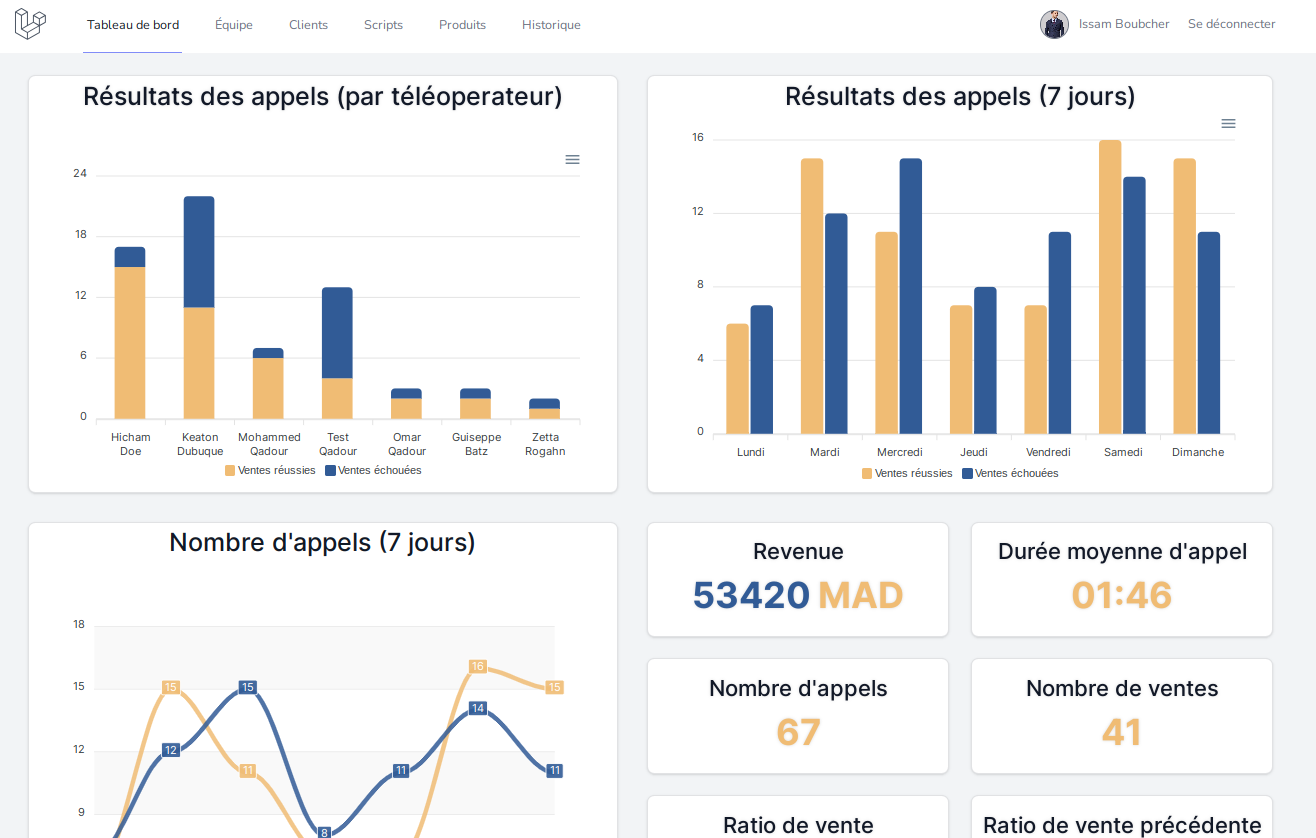 Tableau de bord Équipe Clients Scripts Produits Historique Issam Boubcher Se déconnecter
Résultats des appels (par téléoperateur)
24
18
12
6
0
Hicham Doe
Keaton Dubuque
Mohammed Qadour
Test Qadour
Omar Qadour
Guiseppe Batz
Zetta Rogahn
Ventes réussies Ventes échouées
Résultats des appels (7 jours)
16
12
8
4
0
Lundi Mardi Mercredi Jeudi Vendredi Samedi Dimanche
Ventes réussies Ventes échouées
Nombre d'appels (7 jours)
18
15
12
9
15
11
16
15
12
15
8
11
14
11
Revenue
53420 MAD
Durée moyenne d'appel
01:46
Nombre d'appels
67
Nombre de ventes
41
Ratio de vente
Ratio de vente précédente